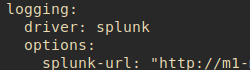 logging:
  driver: splunk
  options:
    splunk-url: "http://m1-